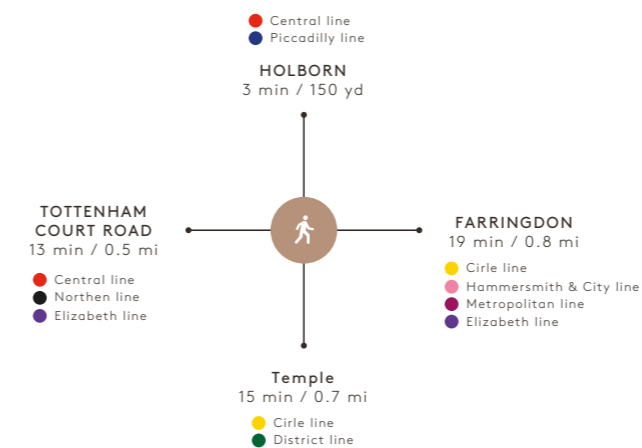 Central line
Piccadilly line
HOLBORN
3 min / 150 yd
TOTTENHAM
COURT ROAD
13 min / 0.5 mi
Central line
Northen line
Elizabeth line
FARRINGDON
19 min / 0.8 mi
Cirle line
Hammersmith & City line
Metropolitan line
Elizabeth line
Temple
15 min / 0.7 mi
Cirle line
District line